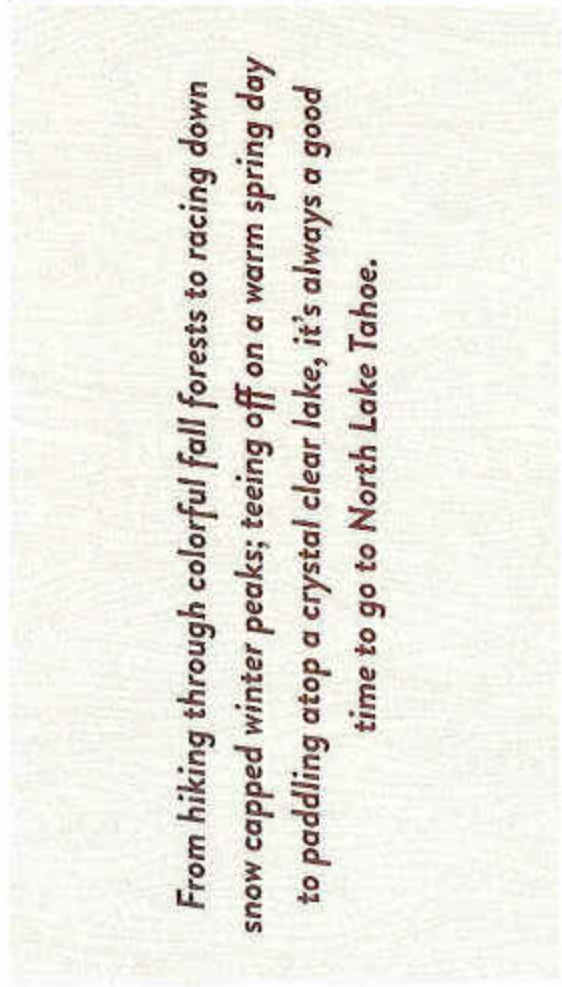 From hiking through colorful fall forests to racing down
snow capped winter peaks; teeing off on a warm spring day
to paddling atop a crystal clear lake, it's always a good
time to go to North Lake Tahoe.